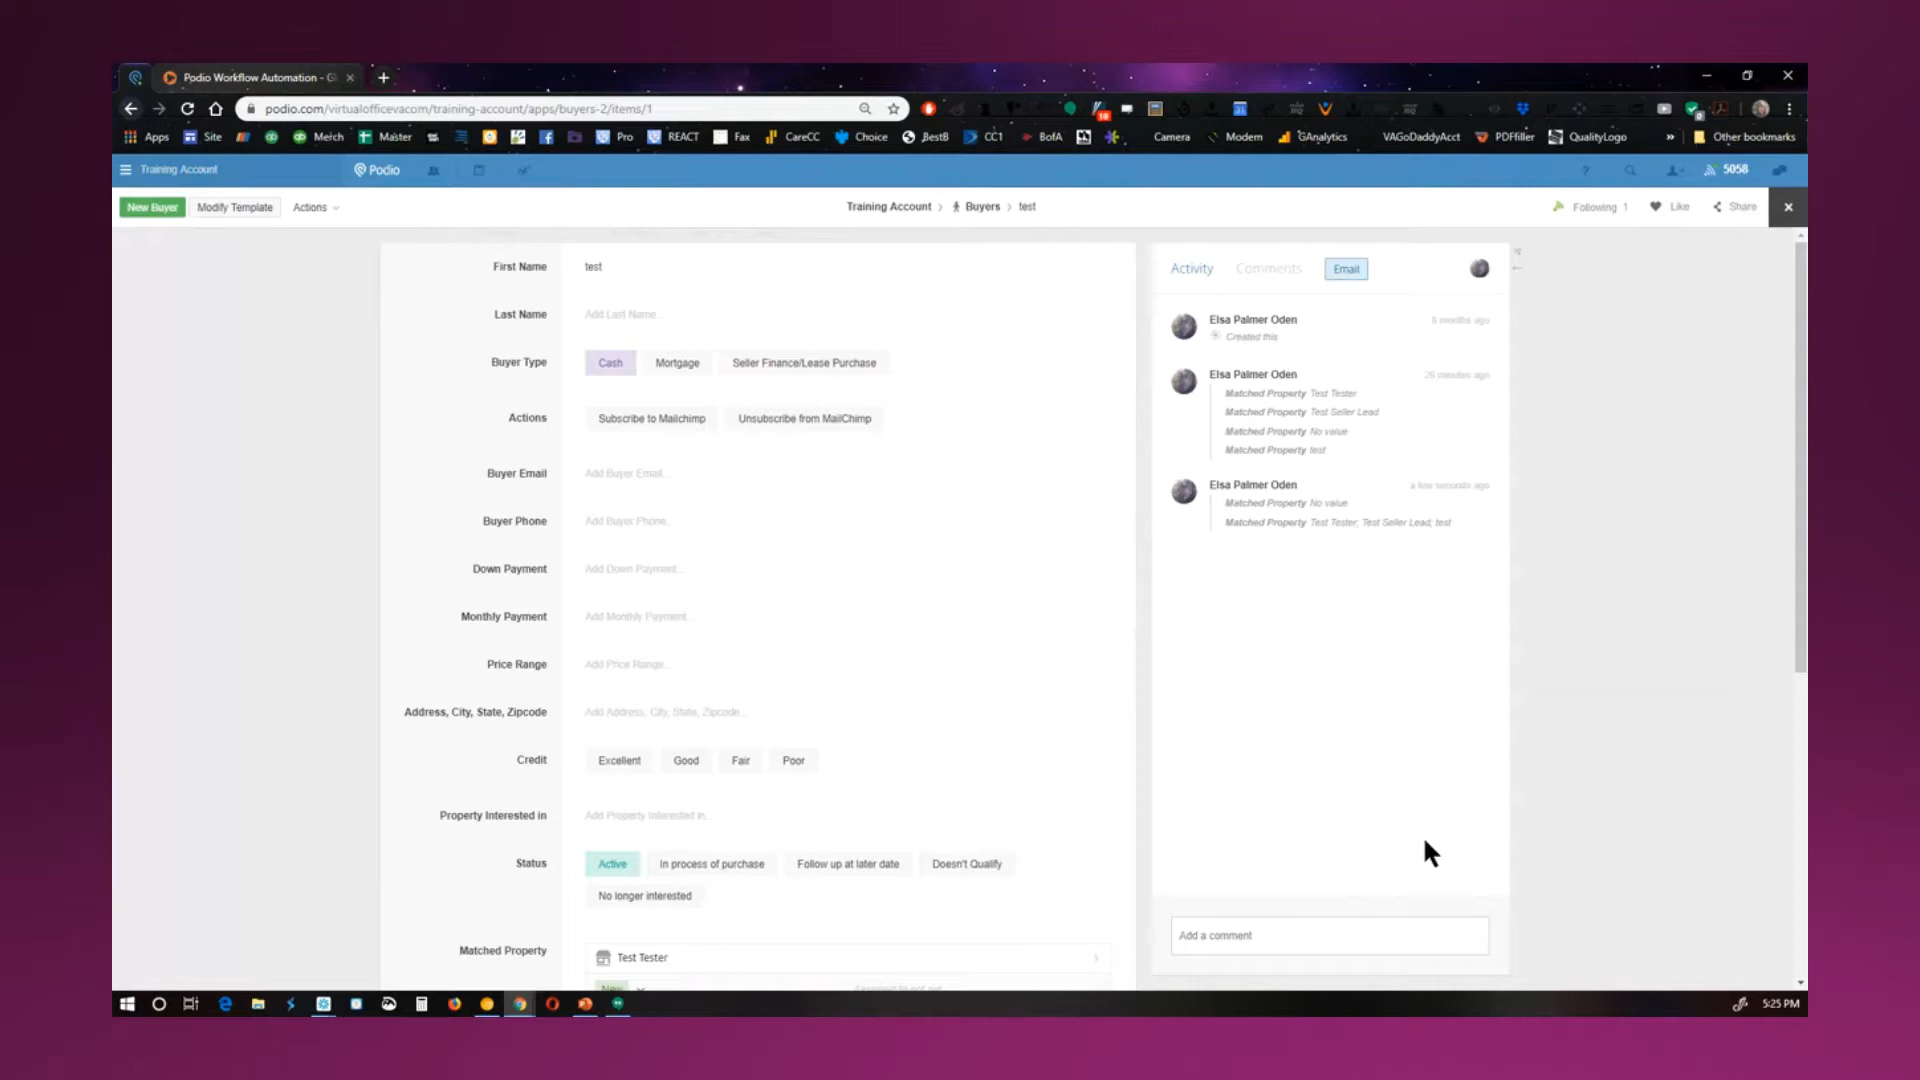 Podio Workflow Automation - Gl
podio.com/virtualofficevacom/training-account/apps/buyers-2/items/1
Apps Site Merch Master Pro REACT Fax CareCC Choice BestB CC1 BofA Camera Modem GAnalytics VAGoDaddyAcct PDFfiller QualityLogo » Other bookmarks
Training Account Podio 5058
New Buyer Modify Template Actions Training Account > Buyers > test Following 1 Like Share
First Name test
Last Name Add Last Name...
Buyer Type Cash Mortgage Seller Finance/Lease Purchase
Actions Subscribe to Mailchimp Unsubscribe from MailChimp
Buyer Email Add Buyer Email...
Buyer Phone Add Buyer Phone...
Down Payment Add Down Payment...
Monthly Payment Add Monthly Payment...
Price Range Add Price Range...
Address, City, State, Zipcode Add Address, City, State, Zipcode...
Credit Excellent Good Fair Poor
Property Interested in Add Property Interested in...
Status Active In process of purchase Follow up at later date Doesn't Qualify
No longer interested
Matched Property Test Tester
New
Activity Comments Email
Elsa Palmer Oden months ago
Created this
Elsa Palmer Oden 26 minutes ago
Matched Property Test Tester
Matched Property Test Seller Lead
Matched Property No value
Matched Property test
Elsa Palmer Oden a few seconds ago
Matched Property No value
Matched Property Test Tester; Test Seller Lead; test
Add a comment
5:25 PM